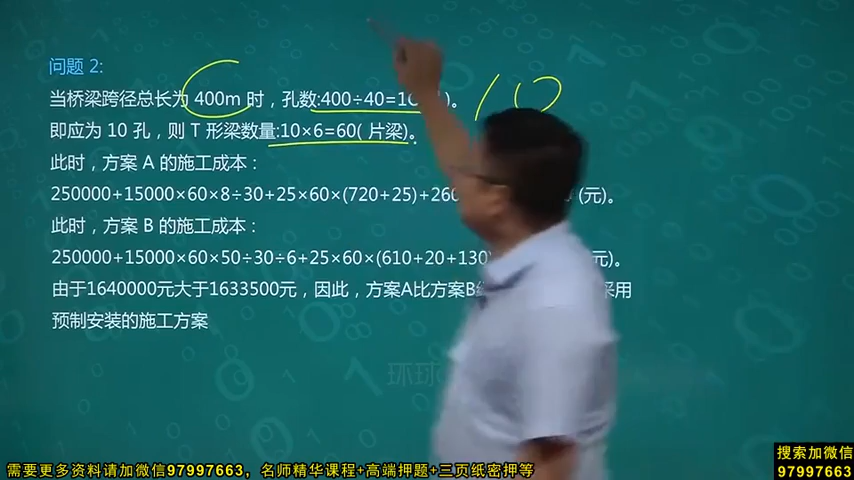 问题 2:
当桥梁跨径总长为 400m 时，孔数:400÷40=1 )。
10
即应为 10 孔，则 T 形梁数量:10×6=60( 片梁)。
此时，方案 A 的施工成本：
250000+15000×60×8÷30+25×60×(720+25)+260 (元)。
此时，方案 B 的施工成本：
250000+15000×60×50÷30÷6+25×60×(610+20+130 元)。
由于1640000元大于1633500元，因此，方案A比方案B 采用
预制安装的施工方案
环球
需要更多资料请加微信97997663，名师精华课程+高端押题+三页纸密押等
搜索加微信
97997663